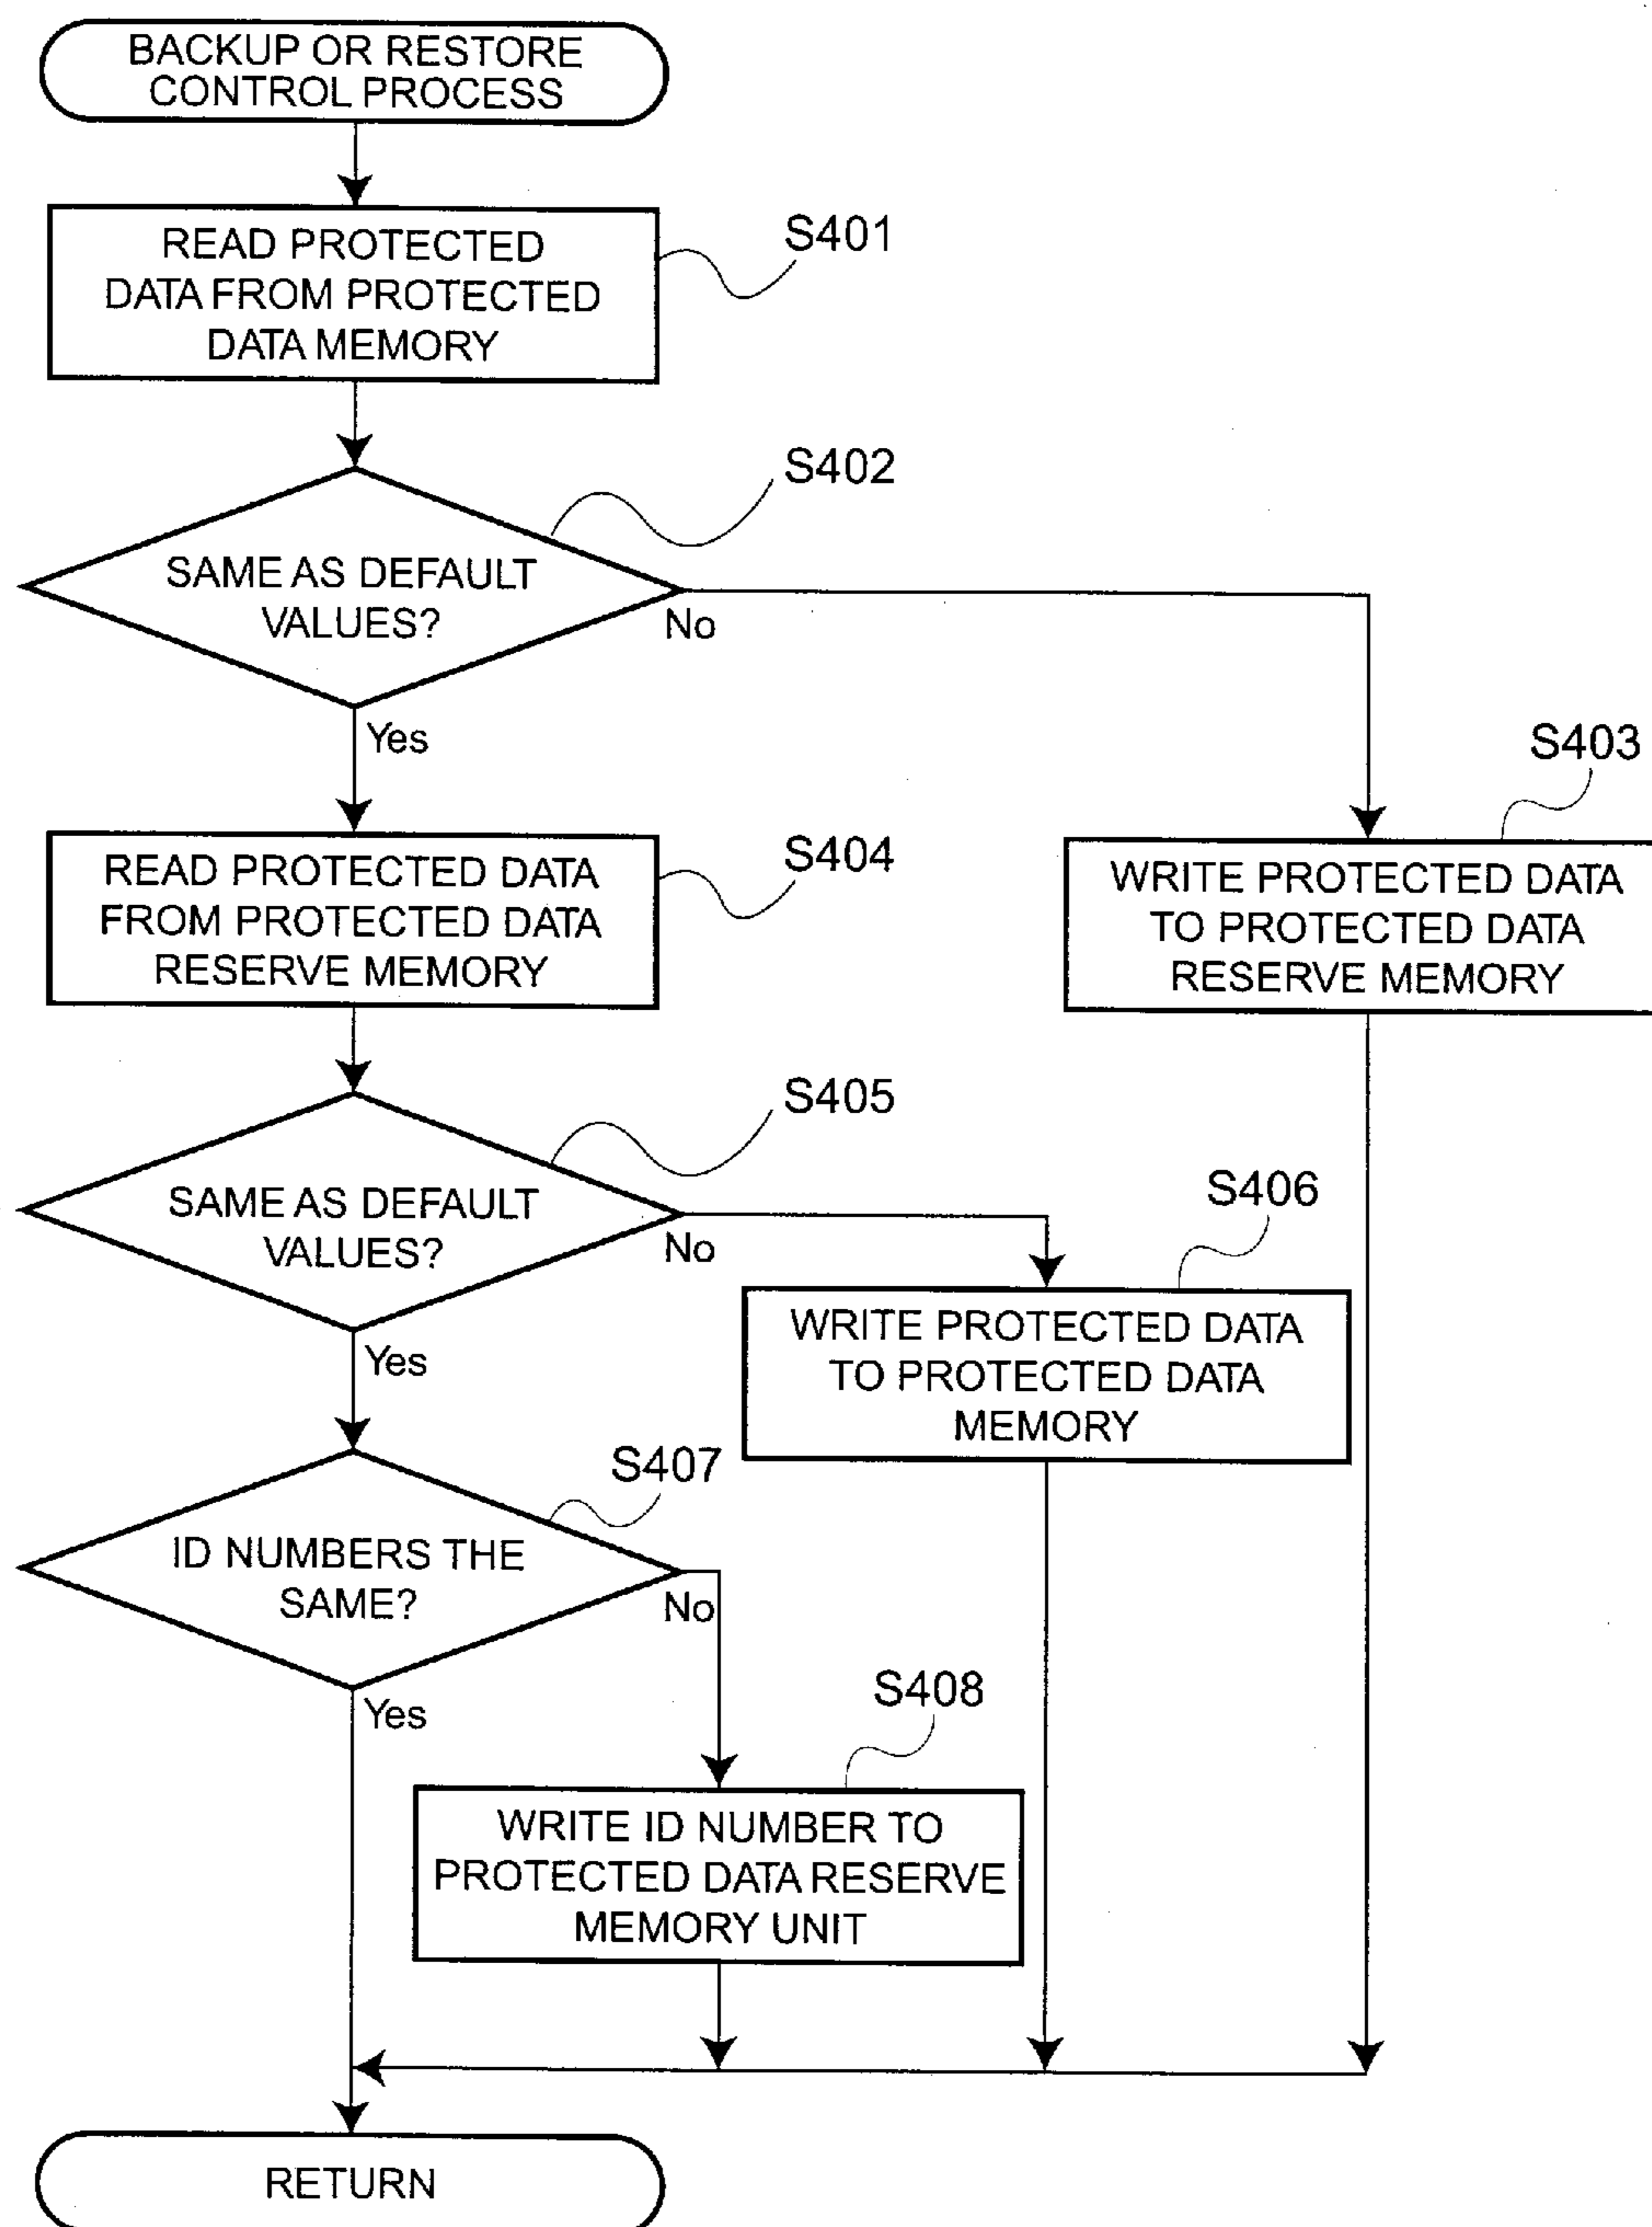 BACKUP OR RESTORE
CONTROL PROCESS
READ PROTECTED
DATA FROM PROTECTED
DATA MEMORY
S401
S402
SAME AS DEFAULT
VALUES?
No
Yes
S403
WRITE PROTECTED DATA
TO PROTECTED DATA
RESERVE MEMORY
S404
READ PROTECTED DATA
FROM PROTECTED DATA
RESERVE MEMORY
S405
SAME AS DEFAULT
VALUES?
No
Yes
S406
WRITE PROTECTED DATA
TO PROTECTED DATA
MEMORY
S407
ID NUMBERS THE
SAME?
No
Yes
S408
WRITE ID NUMBER TO
PROTECTED DATA RESERVE
MEMORY UNIT
RETURN